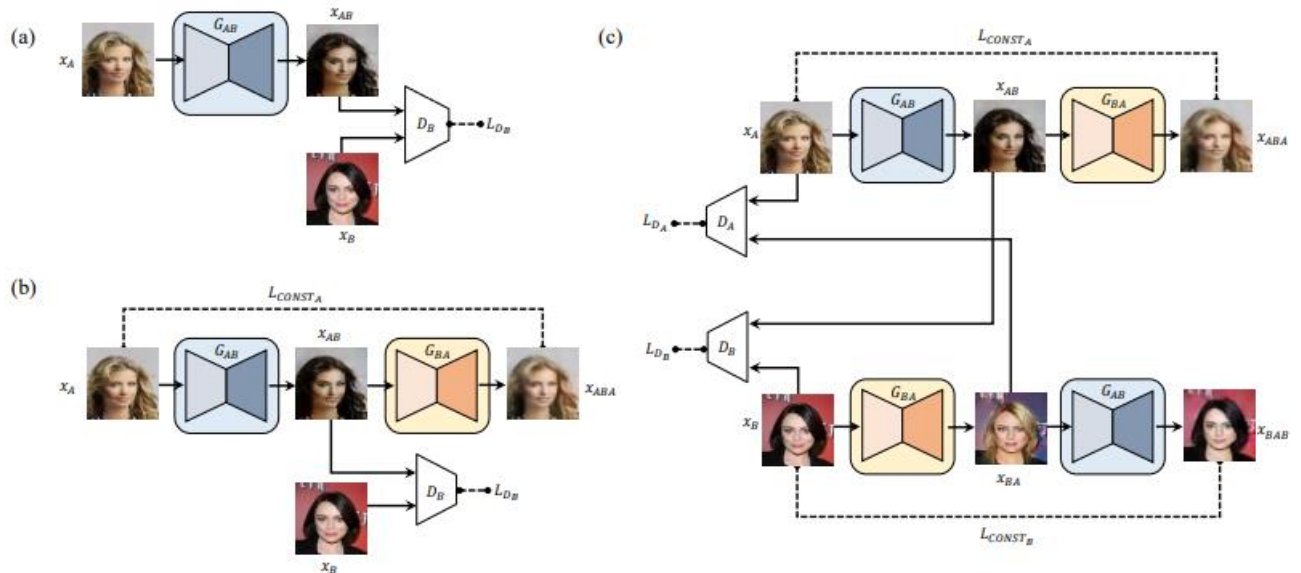 (a)
G_AB
x_AB
x_A
D_B
L_D_B
x_B
(b)
L_CONST_A
G_AB
x_AB
G_BA
x_A
x_ABA
D_B
L_D_B
x_B
(c)
L_CONST_A
x_AB
G_AB
G_BA
x_A
x_ABA
L_D_A
D_A
L_D_B
D_B
G_BA
G_AB
x_B
x_BAB
x_BA
L_CONST_B